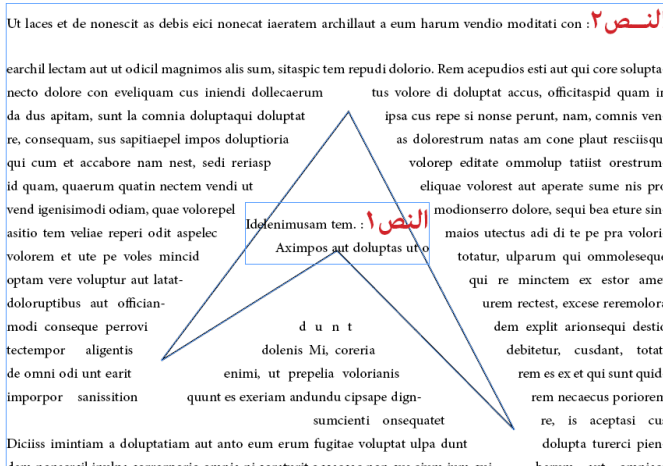 Ut laces et de nonescit as debis eici nonecat iaeratem archillaut a eum harum vendio moditati con : النــص٢
earchil lectam aut ut odicil magnimos alis sum, sitaspic tem repudi dolorio. Rem acepudios esti aut qui core solupta
necto dolore con eveliquam cus iniendi dollecaerum tus volore di doluptat accus, officitaspid quam in
da dus apitam, sunt la comnia doluptaqui doluptat ipsa cus repe si nonse perunt, nam, comnis ven
re, consequam, sus sapitiaepel impos doluptioria as dolorestrum natas am cone plaut resciisqu
qui cum et accabore nam nest, sedi reriasp volorep editate ommolup tatiist orestrum
id quam, quaerum quatin nectem vendi ut eliquae volorest aut aperate sume nis pro
vend igenisimodi odiam, quae volorepel modionserro dolore, sequi bea eture sin
Idelenimusam tem. : النص١
asitio tem veliae reperi odit aspelec maios utectus adi di te pe pra volori
Aximpos aut doluptas ut o
volorem et ute pe voles mincid totatur, ulparum qui ommoleseque
optam vere voluptur aut latat- qui re minctem ex estor ame
doloruptibus aut offician- urem rectest, excese reremolora
modi conseque perrovi d u n t dem explit arionsequi destio
tectempor aligentis dolenis Mi, coreria debitetur, cusdant, totat
de omni odi unt earit enimi, ut prepelia volorianis rem es ex et qui sunt quid
imporpor sanissition quunt es exeriam andundu cipsape dign- rem necaecus poriorem
sumcienti onsequatet re, is aceptasi cu
Diciiss imintiam a doluptatiam aut anto eum erum fugitae voluptat ulpa dunt dolupta turerci pien